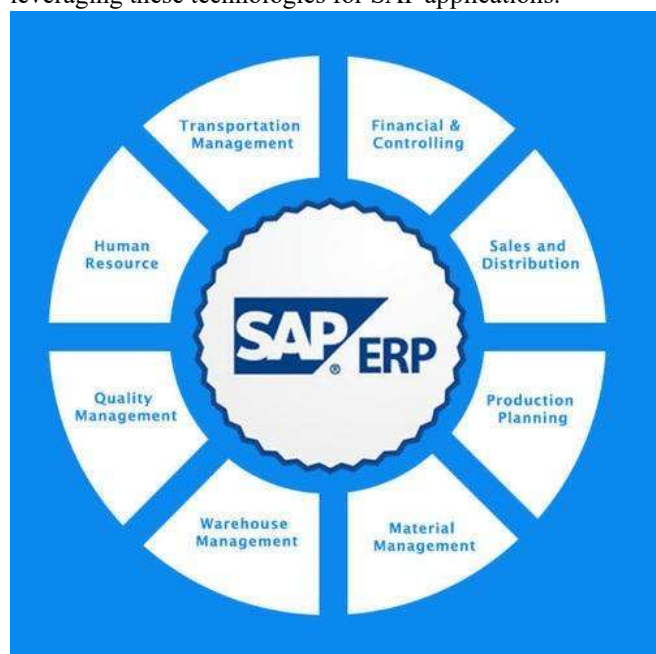 leveraging these technologies for SAP applications.
Transportation
Management
Financial &
Controlling
Human
Resource
Sales and
Distribution
SAP ® ERP
Quality
Management
Production
Planning
Warehouse
Management
Material
Management